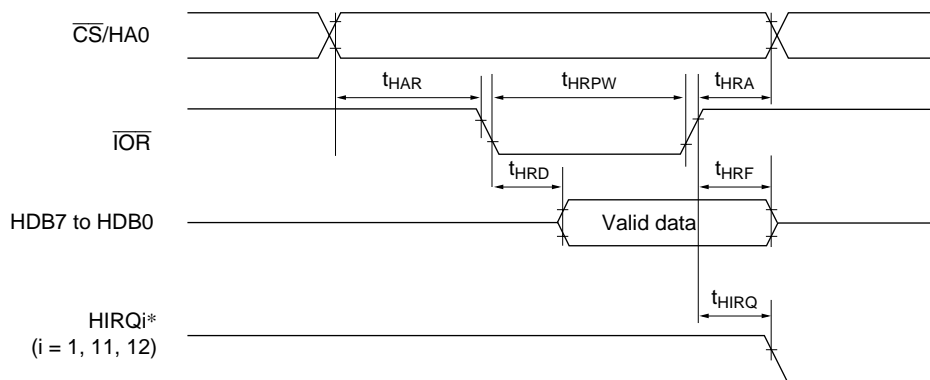 CS/HA0
tHAR
tHRPW
tHRA
IOR
tHRD
tHRF
HDB7 to HDB0
Valid data
tHIRQ
HIRQi*
(i = 1, 11, 12)